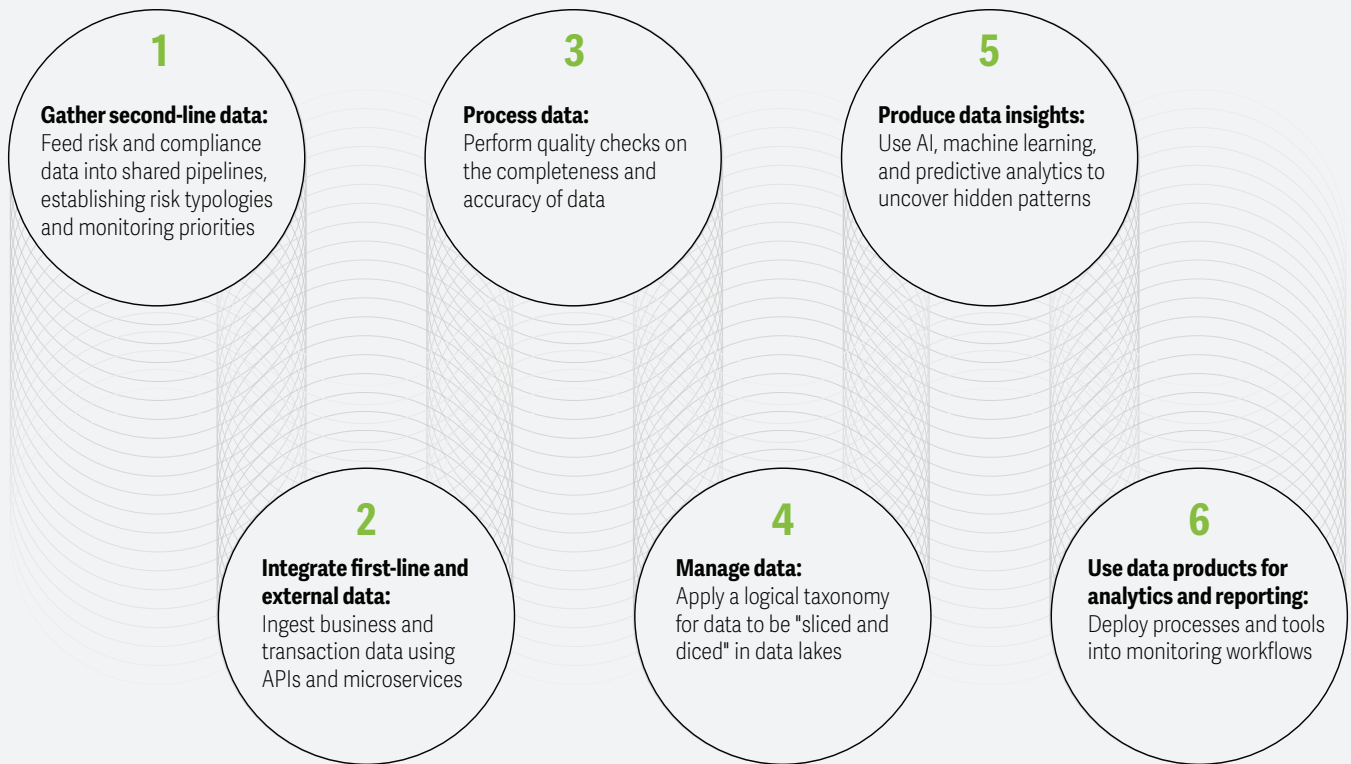 1
Gather second-line data:
Feed risk and compliance
data into shared pipelines,
establishing risk typologies
and monitoring priorities
2
Integrate first-line and
external data:
Ingest business and
transaction data using
APIs and microservices
3
Process data:
Perform quality checks on
the completeness and
accuracy of data
4
Manage data:
Apply a logical taxonomy
for data to be "sliced and
diced" in data lakes
5
Produce data insights:
Use AI, machine learning,
and predictive analytics to
uncover hidden patterns
6
Use data products for
analytics and reporting:
Deploy processes and tools
into monitoring workflows